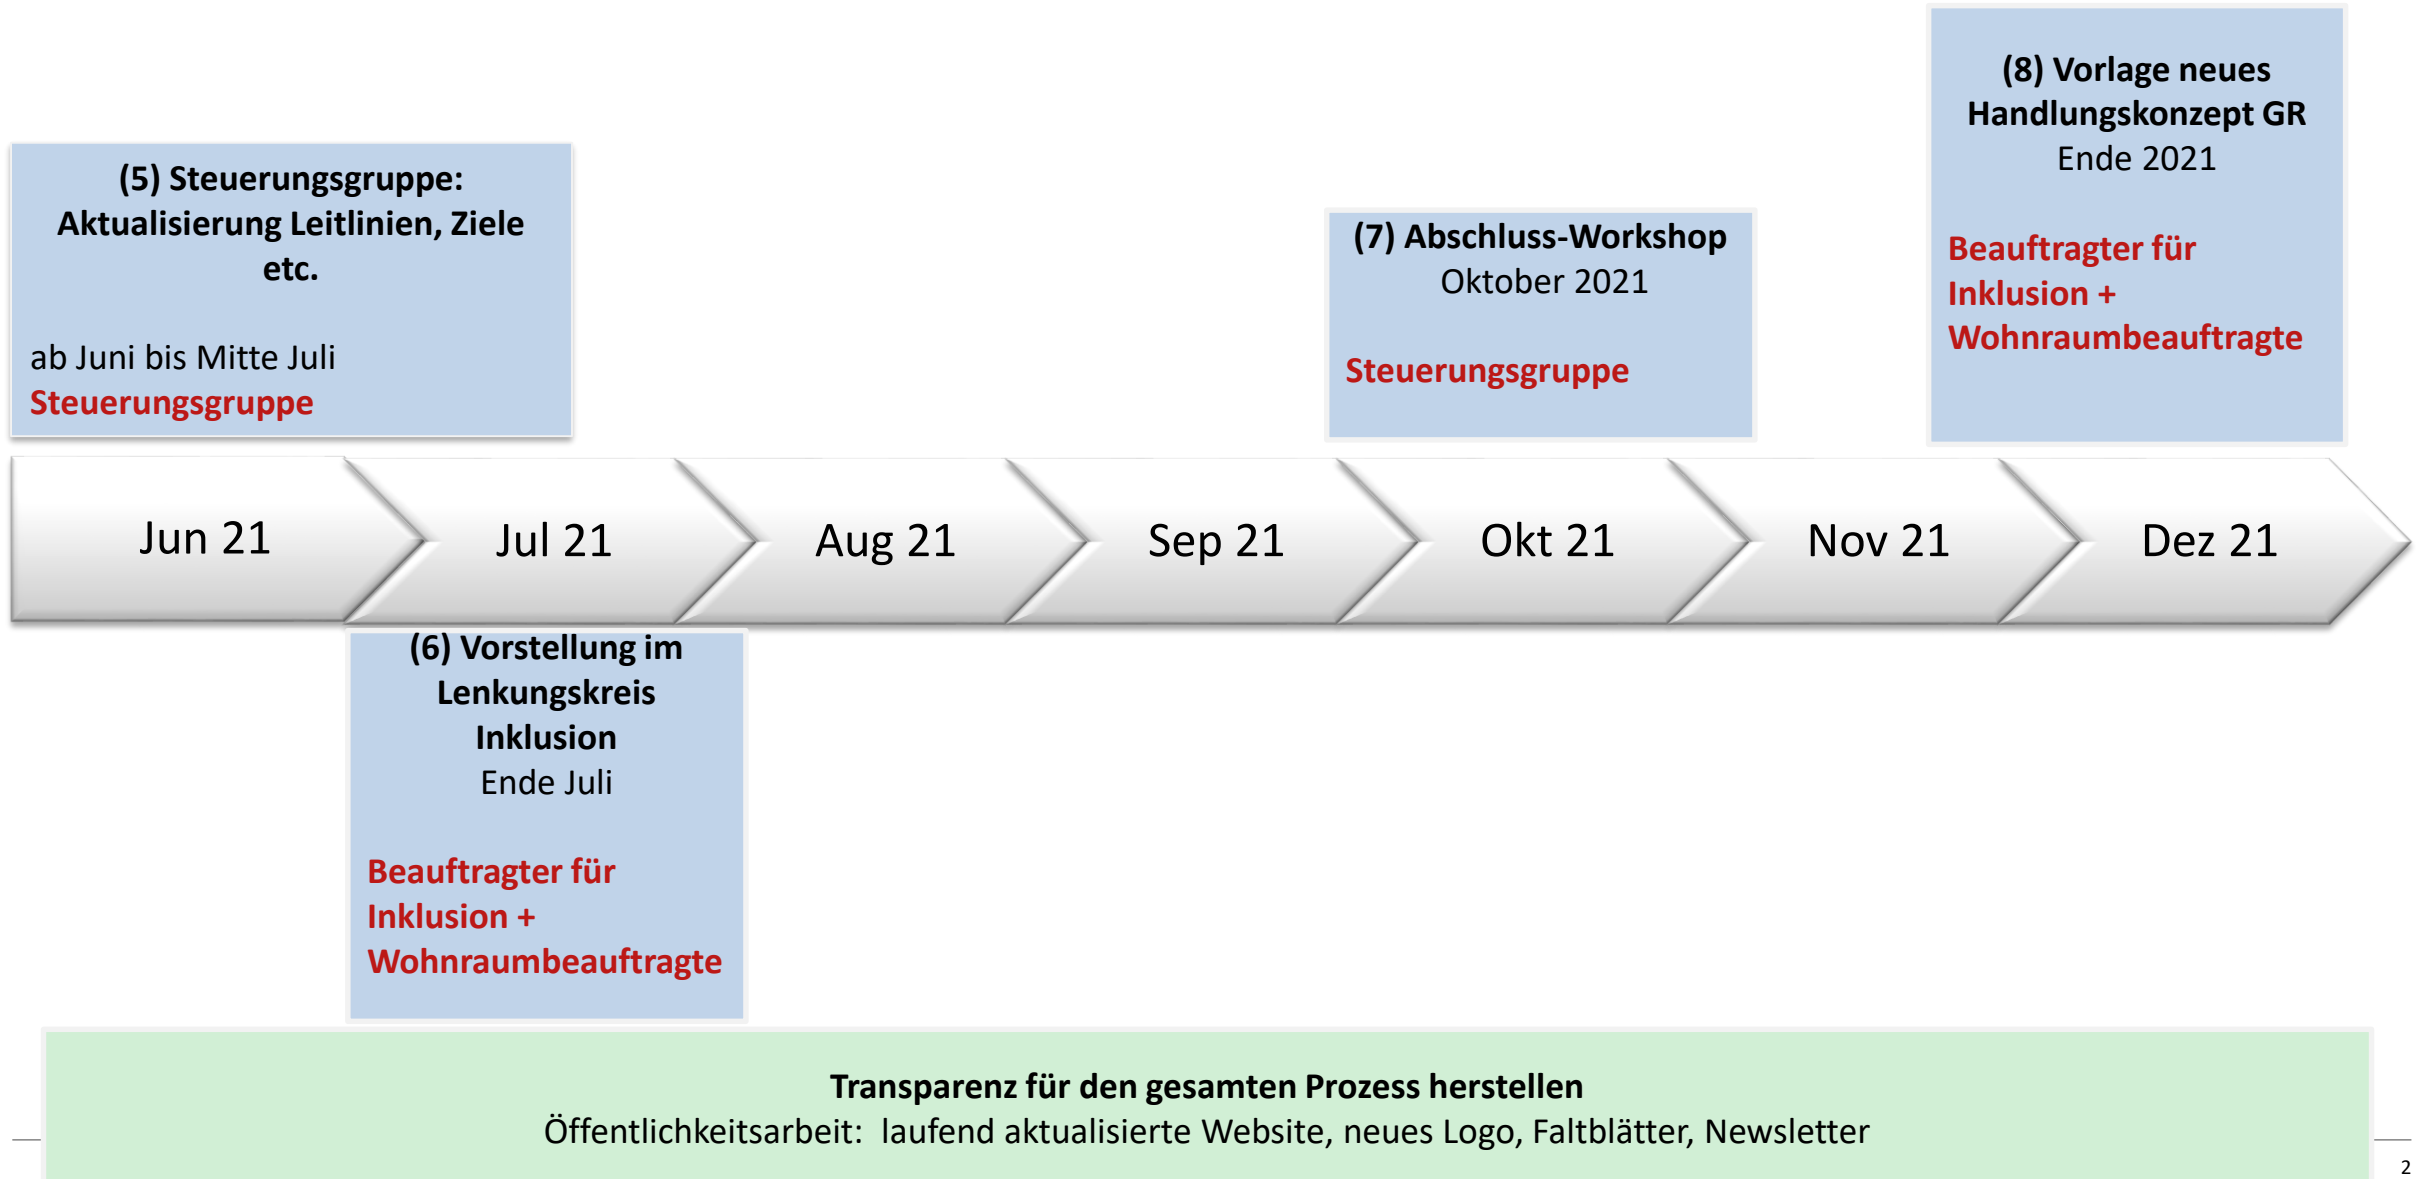 (5) Steuerungsgruppe:
Aktualisierung Leitlinien, Ziele
etc.
ab Juni bis Mitte Juli
Steuerungsgruppe
(7) Abschluss-Workshop
Oktober 2021
Steuerungsgruppe
(8) Vorlage neues
Handlungskonzept GR
Ende 2021
Beauftragter für
Inklusion +
Wohnraumbeauftragte
Jun 21
Jul 21
Aug 21
Sep 21
Okt 21
Nov 21
Dez 21
(6) Vorstellung im
Lenkungskreis
Inklusion
Ende Juli
Beauftragter für
Inklusion +
Wohnraumbeauftragte
Transparenz für den gesamten Prozess herstellen
Öffentlichkeitsarbeit: laufend aktualisierte Website, neues Logo, Faltblätter, Newsletter
2